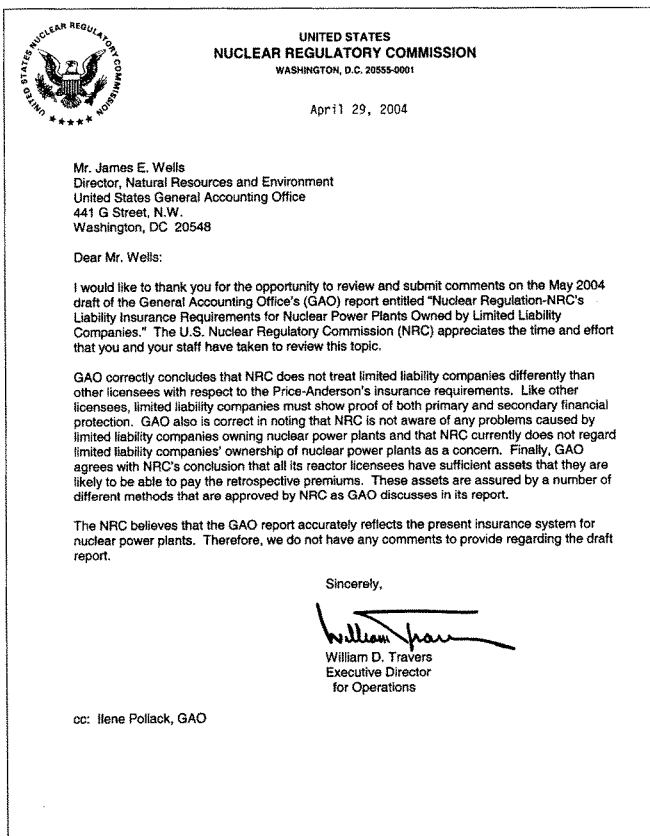 UNITED STATES NUCLEAR REGULATORY COMMISSION
UNITED STATES
NUCLEAR REGULATORY COMMISSION
WASHINGTON, D.C. 20555-0001
April 29, 2004
Mr. James E. Wells
Director, Natural Resources and Environment
United States General Accounting Office
441 G Street, N.W.
Washington, DC 20548
Dear Mr. Wells:
I would like to thank you for the opportunity to review and submit comments on the May 2004
draft of the General Accounting Office's (GAO) report entitled "Nuclear Regulation-NRC's
Liability Insurance Requirements for Nuclear Power Plants Owned by Limited Liability
Companies." The U.S. Nuclear Regulatory Commission (NRC) appreciates the time and effort
that you and your staff have taken to review this topic.
GAO correctly concludes that NRC does not treat limited liability companies differently than
other licensees with respect to the Price-Anderson's insurance requirements. Like other
licensees, limited liability companies must show proof of both primary and secondary financial
protection. GAO also is correct in noting that NRC is not aware of any problems caused by
limited liability companies owning nuclear power plants and that NRC currently does not regard
limited liability companies' ownership of nuclear power plants as a concern. Finally, GAO
agrees with NRC's conclusion that all its reactor licensees have sufficient assets that they are
likely to be able to pay the retrospective premiums. These assets are assured by a number of
different methods that are approved by NRC as GAO discusses in its report.
The NRC believes that the GAO report accurately reflects the present insurance system for
nuclear power plants. Therefore, we do not have any comments to provide regarding the draft
report.
Sincerely,
William Travers
William D. Travers
Executive Director
for Operations
cc: Ilene Pollack, GAO